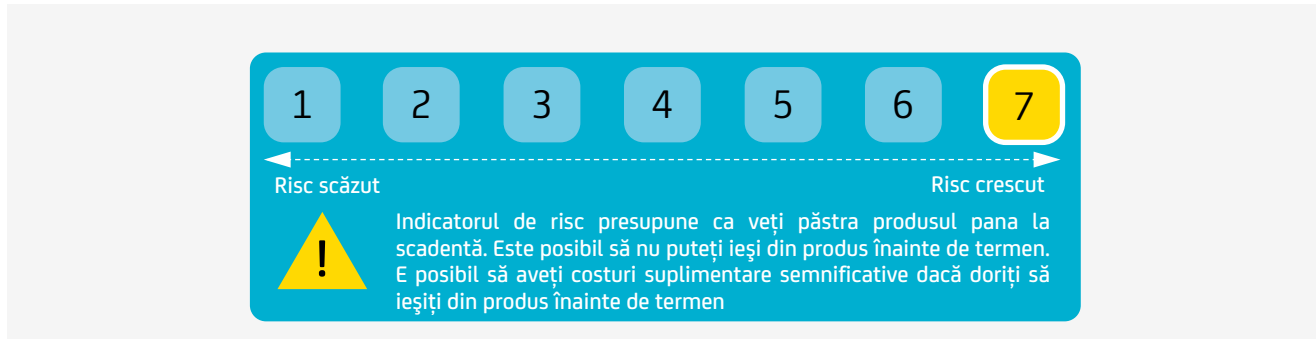 1 2 3 4 5 6 7
Risc scăzut Risc crescut
!
Indicatorul de risc presupune ca veți păstra produsul pana la
scadentă. Este posibil să nu puteți ieşi din produs înainte de termen.
E posibil să aveți costuri suplimentare semnificative dacă doriți să
ieşiți din produs înainte de termen